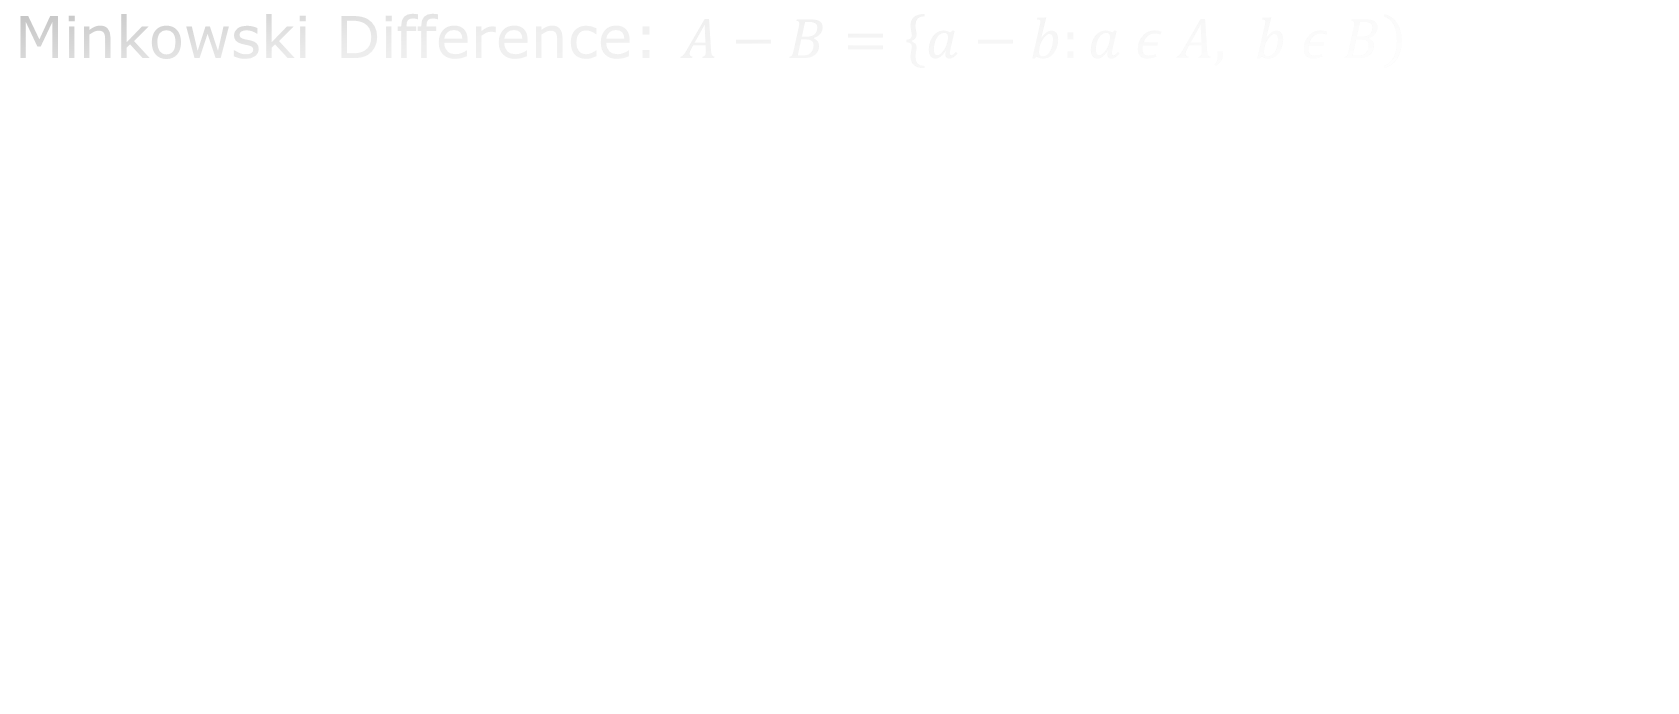 Minkowski Difference: A − B = {a − b: a ϵ A, b ϵ B)